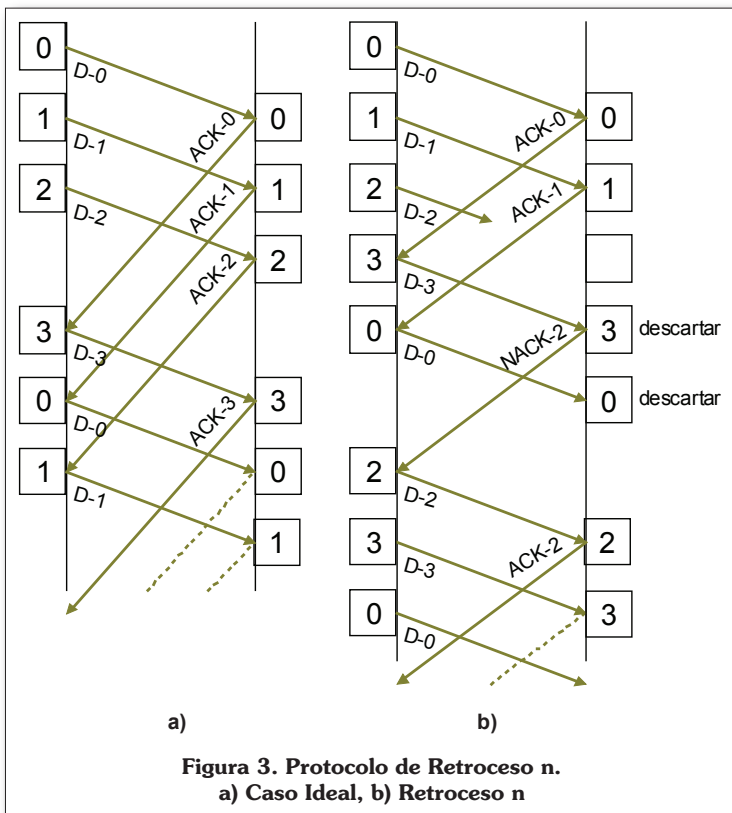 0
D-0
1
D-1
2
D-2
ACK-0
0
ACK-1
1
ACK-2
2
3
D-3
0
D-0
1
D-1
ACK-3
3
0
1
a)
0
D-0
1
D-1
2
D-2
ACK-0
0
ACK-1
1
3
D-3
0
D-0
NACK-2
3 descartar
0 descartar
2
D-2
3
D-3
0
D-0
ACK-2
2
3
b)
Figura 3. Protocolo de Retroceso n.
a) Caso Ideal, b) Retroceso n